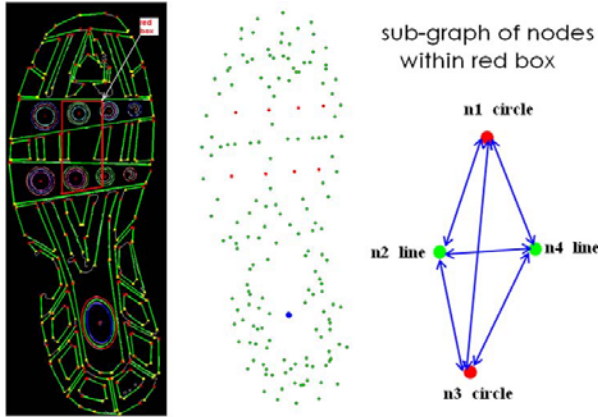 red
box
sub-graph of nodes
within red box
n1 circle
n2 line
n4 line
n3 circle